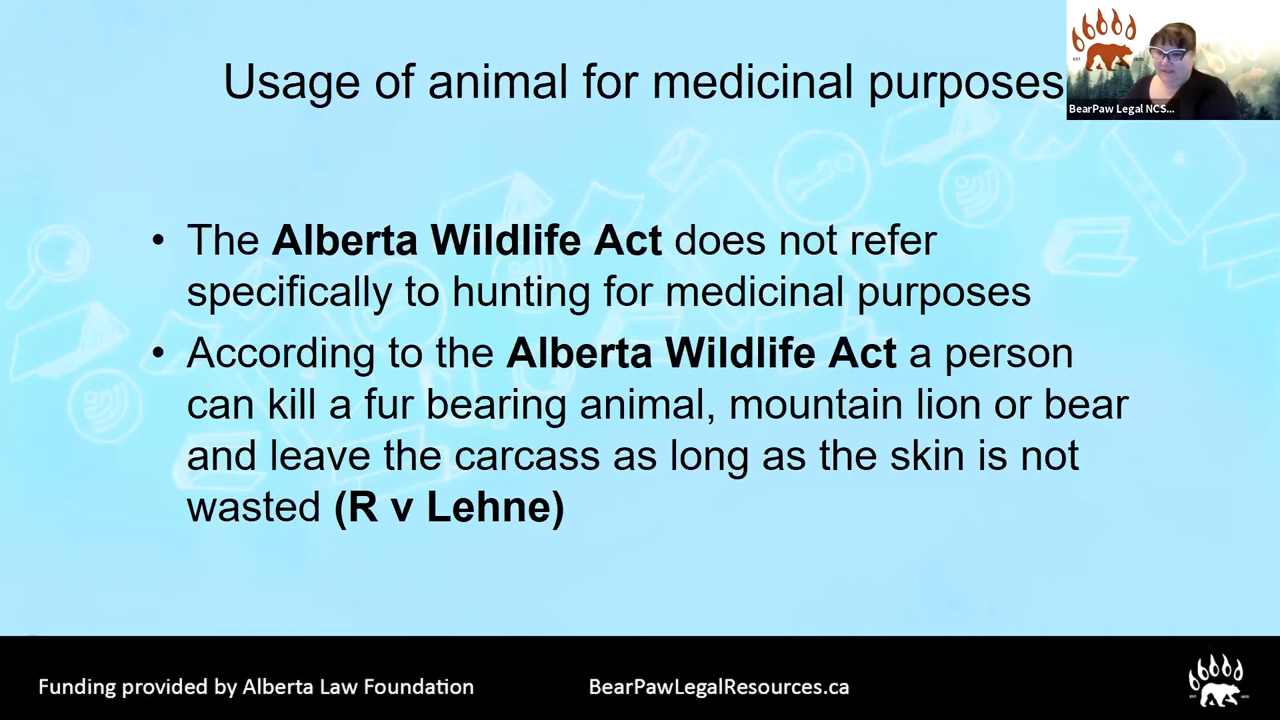 Usage of animal for medicinal purposes
BearPaw Legal NCS...
• The Alberta Wildlife Act does not refer
specifically to hunting for medicinal purposes
• According to the Alberta Wildlife Act a person
can kill a fur bearing animal, mountain lion or bear
and leave the carcass as long as the skin is not
wasted (R v Lehne)
Funding provided by Alberta Law Foundation
BearPawLegalResources.ca